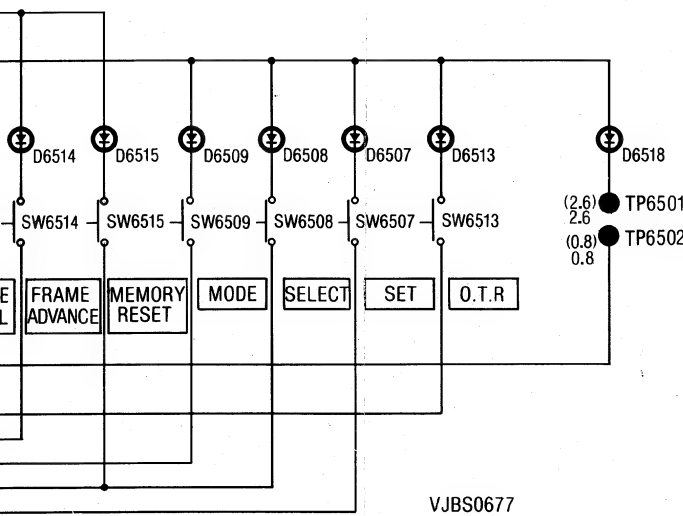 D6514
D6515
D6509
D6508
D6507
D6513
D6518
(2.6)
2.6
TP6501
SW6514
SW6515
SW6509
SW6508
SW6507
SW6513
(0.8)
0.8
TP6502
E
L
FRAME
ADVANCE
MEMORY
RESET
MODE
SELECT
SET
O.T.R
VJBS0677